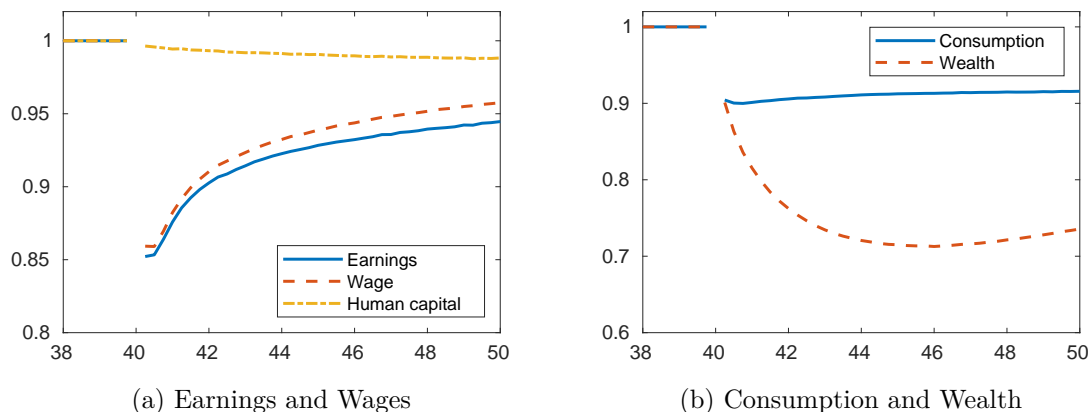 1
0.95
0.9
0.85
0.8
38 40 42 44 46 48 50
Earnings
Wage
Human capital
(a) Earnings and Wages
1
0.9
0.8
0.7
0.6
38 40 42 44 46 48 50
Consumption
Wealth
(b) Consumption and Wealth